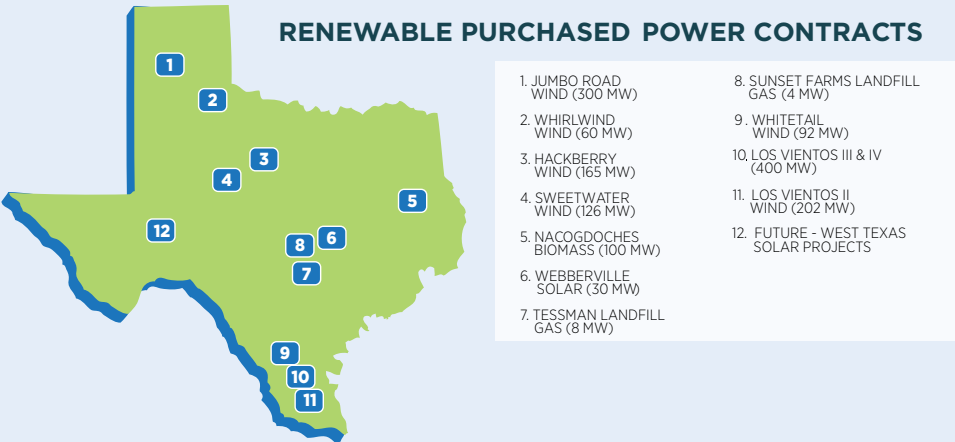 RENEWABLE PURCHASED POWER CONTRACTS
1. JUMBO ROAD
WIND (300 MW)
2. WHIRLWIND
WIND (60 MW)
3. HACKBERRY
WIND (165 MW)
4. SWEETWATER
WIND (126 MW)
5. NACOGDOCHES
BIOMASS (100 MW)
6. WEBBERVILLE
SOLAR (30 MW)
7. TESSMAN LANDFILL
GAS (8 MW)
8. SUNSET FARMS LANDFILL
GAS (4 MW)
9. WHITETAIL
WIND (92 MW)
10. LOS VIENTOS III & IV
(400 MW)
11. LOS VIENTOS II
WIND (202 MW)
12. FUTURE - WEST TEXAS
SOLAR PROJECTS
1
2
3
4
5
12
8
6
7
9
10
11